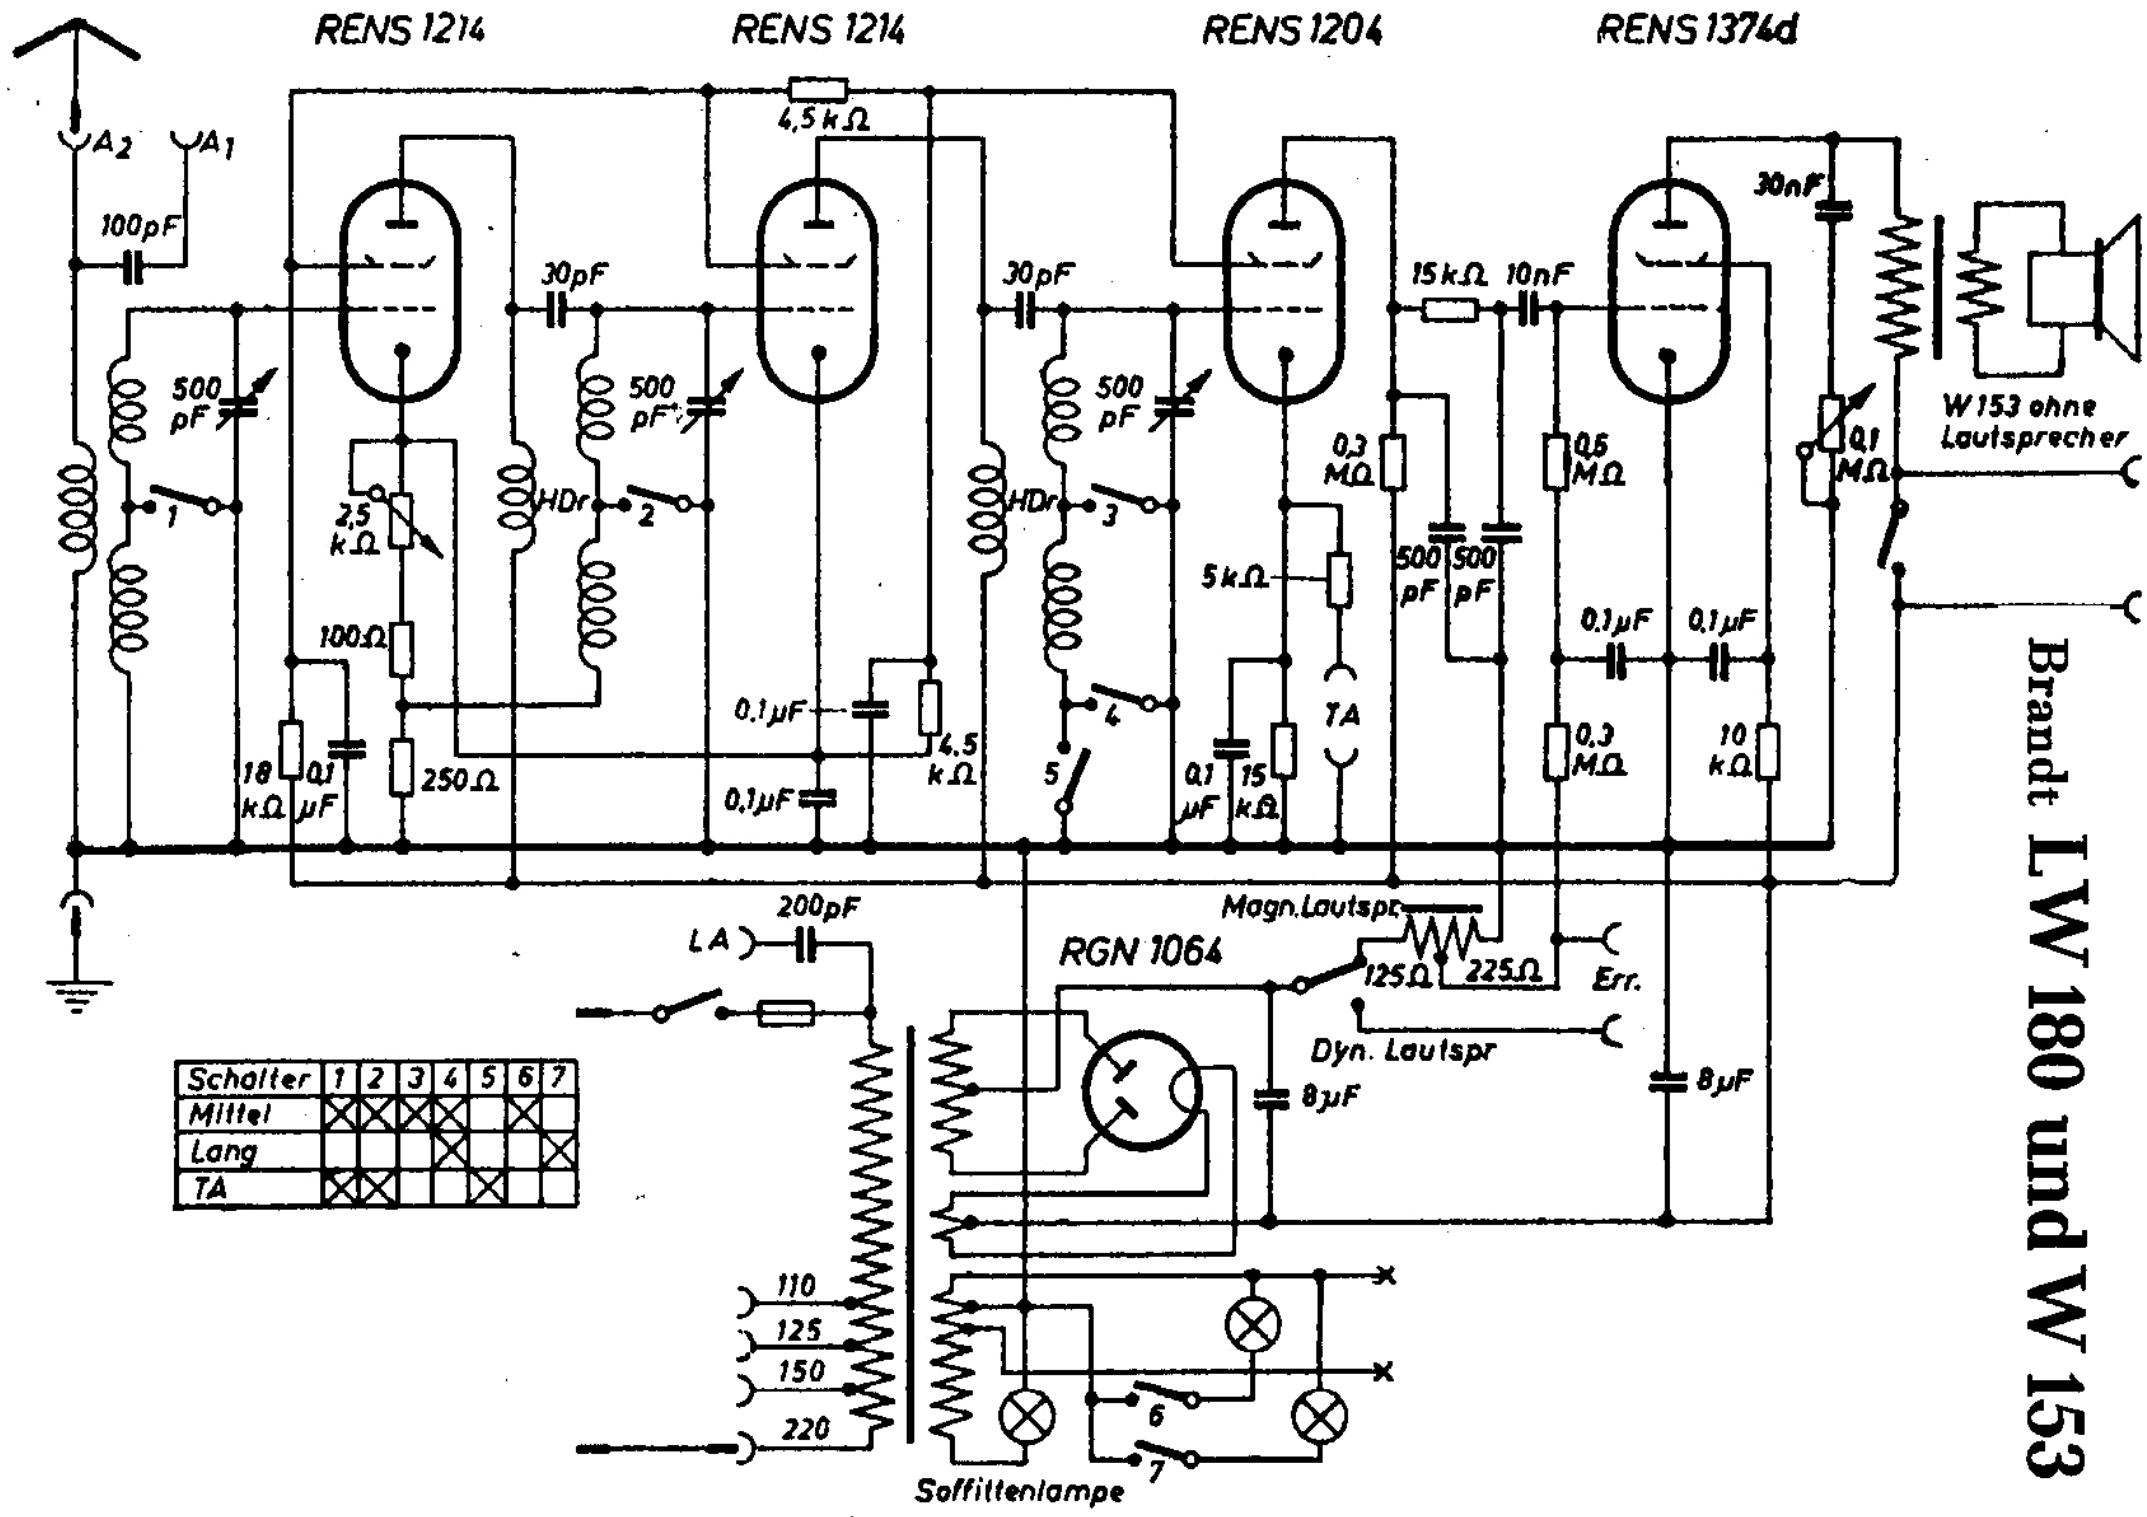 RENS 1214
RENS 1214
RENS 1204
RENS 1374d
4,5 kΩ
A2
A1
100pF
30nF
30pF
30pF
15kΩ
10nF
500 pF
500 pF
500 pF
W 153 ohne
Lautsprecher
0,3 MΩ
0,6 MΩ
0,1 MΩ
1
2,5 kΩ
HDr
2
HDr
3
500 pF
500 pF
5kΩ
100Ω
0,1µF
0,1µF
0,1µF
4
TA
18 kΩ
0,1 µF
250Ω
0,1µF
4,5 kΩ
5
0,1 µF
15 kΩ
0,3 MΩ
10 kΩ
Brandt LW 180 und W 153
200pF
LA
RGN 1064
Magn. Lautspr.
125Ω
225Ω
Err.
Dyn. Lautspr
8µF
8µF
Schalter 1 2 3 4 5 6 7
Mittel
Lang
TA
110
125
150
220
6
7
Soffittenlampe